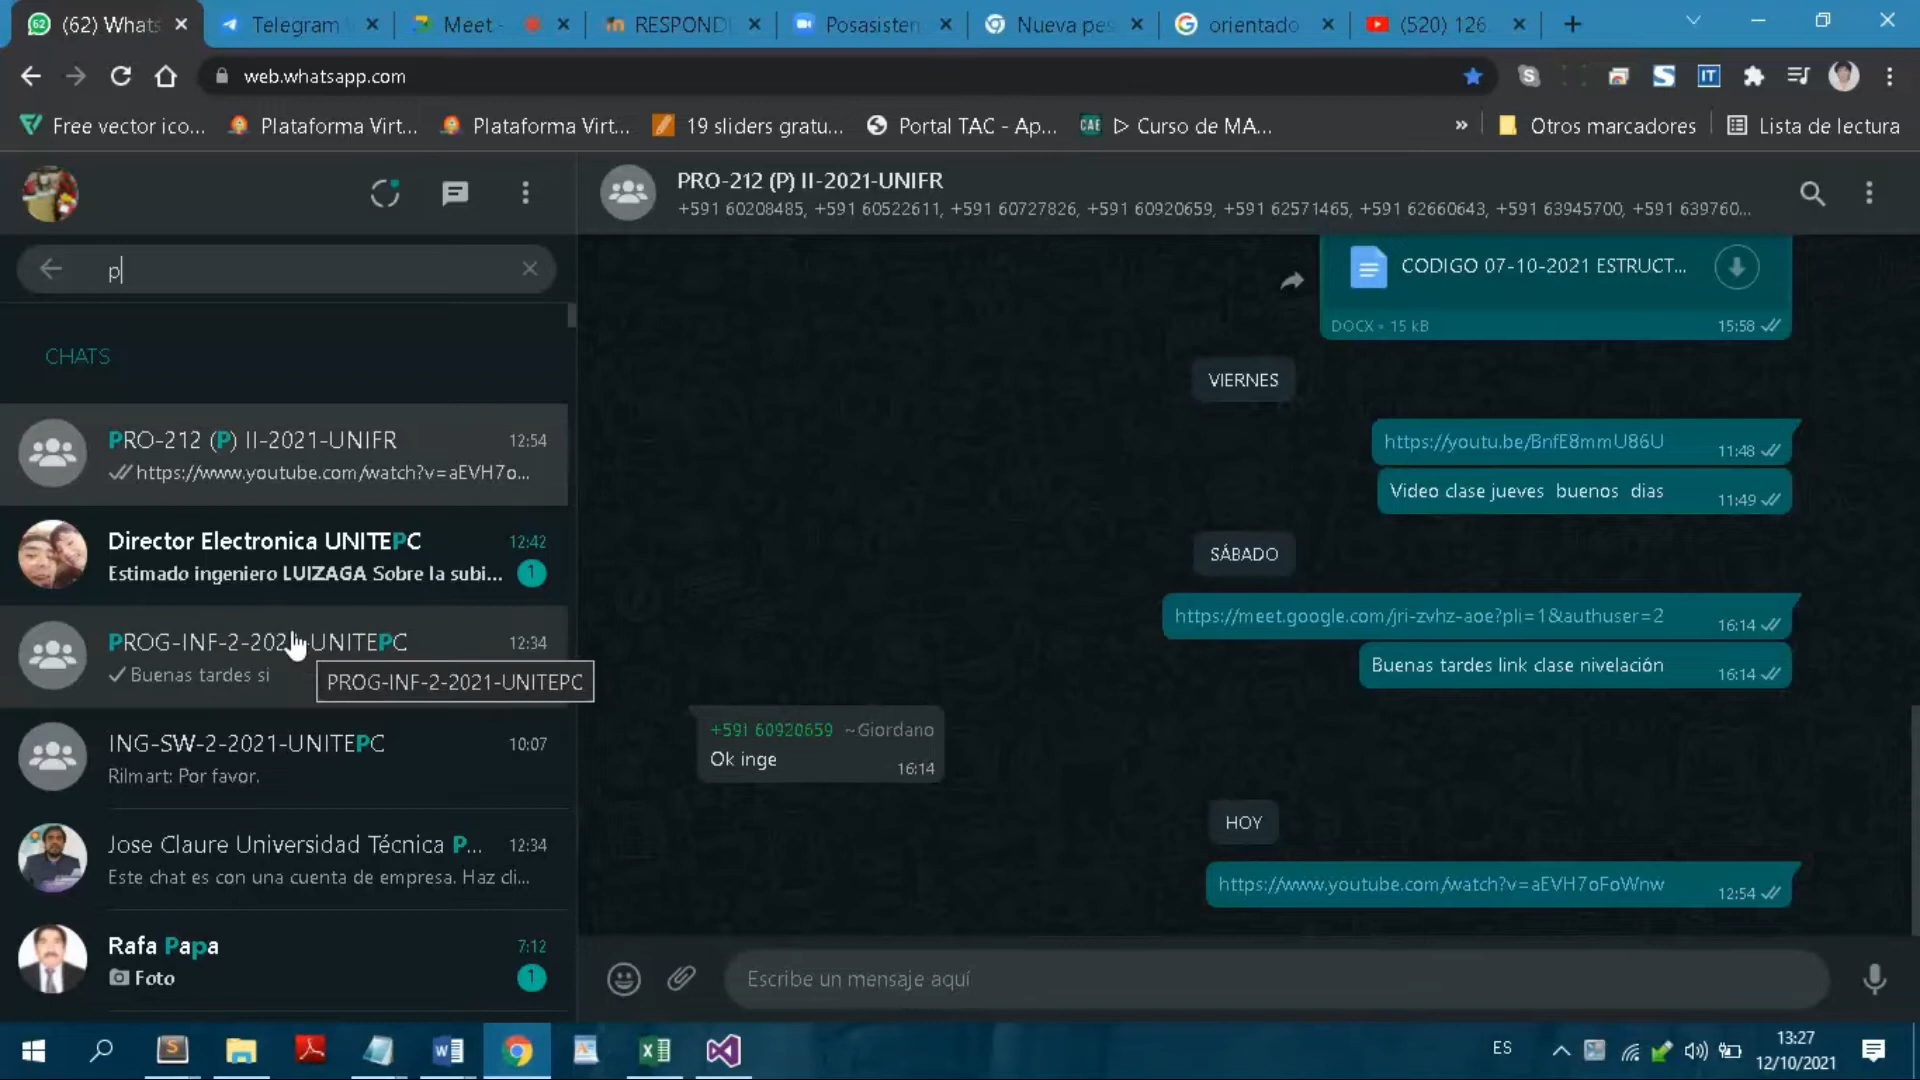 (62) Whats
Telegram
Meet -
RESPOND
Posasisten
Nueva pes
orientado
(520) 126.
web.whatsapp.com
Free vector ico...
Plataforma Virt...
Plataforma Virt...
19 sliders gratu...
Portal TAC - Ap...
CAE
▷ Curso de MA...
»
Otros marcadores
Lista de lectura
PRO-212 (P) II-2021-UNIFR
+591 60208485, +591 60522611, +591 60727826, +591 60920659, +591 62571465, +591 62660643, +591 63945700, +591 639760...
p
CHATS
PRO-212 (P) II-2021-UNIFR
12:54
https://www.youtube.com/watch?v=aEVH7o...
Director Electronica UNITEPC
12:42
Estimado ingeniero LUIZAGA Sobre la subi...
1
PROG-INF-2-202 -UNITEPC
12:34
Buenas tardes si
PROG-INF-2-2021-UNITEPC
ING-SW-2-2021-UNITEPC
10:07
Rilmart: Por favor.
Jose Claure Universidad Técnica P...
12:34
Este chat es con una cuenta de empresa. Haz cli...
Rafa Papa
7:12
Foto
1
CODIGO 07-10-2021 ESTRUCT...
DOCX • 15 kB
15:58
VIERNES
https://youtu.be/BnfE8mmU86U
11:48
Video clase jueves buenos dias
11:49
SÁBADO
https://meet.google.com/jri-zvhz-aoe?pli=1&authuser=2
16:14
Buenas tardes link clase nivelación
16:14
+591 60920659 ~Giordano
Ok inge
16:14
HOY
https://www.youtube.com/watch?v=aEVH7oFoWnw
12:54
Escribe un mensaje aquí
ES
13:27
12/10/2021